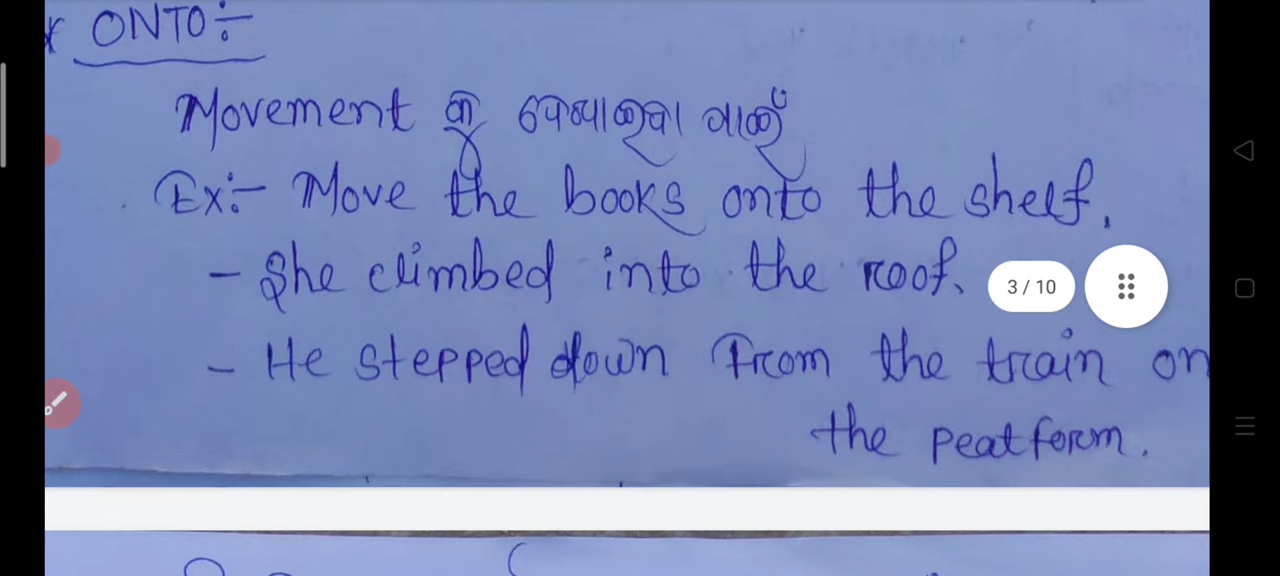 * ONTO :-
Movement କୁ ଦେଖାଇବା ପାଇଁ
Ex:- Move the books onto the shelf.
- She climbed into the roof.
3 / 10
- He stepped down From the train on
the peatform.